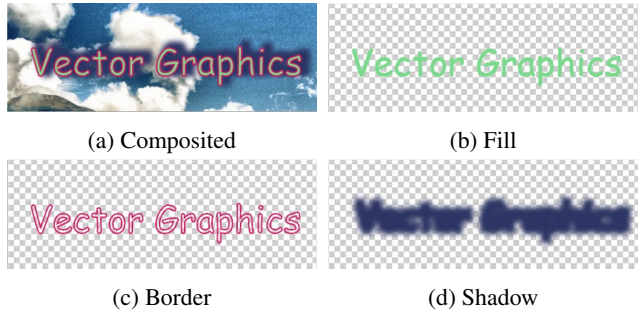 Vector Graphics
Vector Graphics
(a) Composited
(b) Fill
Vector Graphics
Vector Graphics
(c) Border
(d) Shadow